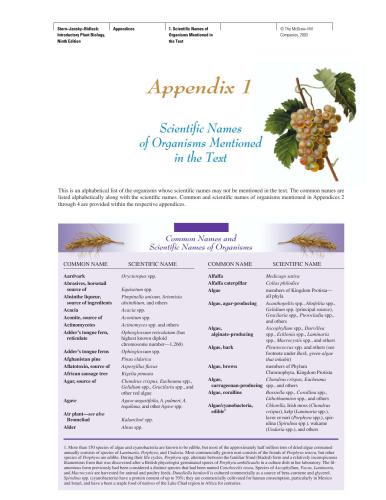 Stern−Jansky−Bidlack:
Introductory Plant Biology,
Ninth Edition
Appendices
1. Scientific Names of
Organisms Mentioned in
the Text
© The McGraw−Hill
Companies, 2003
Appendix 1
Scientific Names
of Organisms Mentioned
in the Text
This is an alphabetical list of the organisms whose scientific names may not be mentioned in the text. The common names are
listed alphabetically along with the scientific names. Common and scientific names of organisms mentioned in Appendices 2
through 4 are provided within the respective appendices.
Common Names and
Scientific Names of Organisms
COMMON NAME SCIENTIFIC NAME
Aardvark Orycteropus spp.
Abrasives, horsetail
source of Equisetum spp.
Absinthe liqueur, Pimpinella anisum, Artemisia
source of organisms absinthium, and others
Acacia Acacia spp.
Aconite, source of Aconitum spp.
Actinomycetes Actinomyces spp. and others
Adder's tongue fern, Ophioglossum reticulatum (has
reticulate highest known diploid
chromosome number—1,260)
Adder's tongue ferns Ophioglossum spp.
Afghanistan pine Pinus eldarica
Aflatoxin, source of Aspergillus flavus
African sausage tree Kigelia pinnata
Agar, source of Chondrus crispus, Eucheuma spp.,
Gelidium spp., Gracilaria spp., and
other red algae
Agave Agave angustifolia, A. palmeri, A.
tequilana, and other Agave spp.
Air plant—see also
Bromeliad Kalanchoë spp.
Alder Alnus spp.
COMMON NAME SCIENTIFIC NAME
Alfalfa Medicago sativa
Alfalfa caterpillar Colias philodice
Algae members of Kingdom Protista—
all phyla
Algae, agar-producing Acanthopeltis spp., Ahnfeltia spp.,
Gelidium spp. (principal source),
Gracilaria spp., Pterocladia spp.,
and others
Algae, Ascophyllum spp., Durvillea
alginate-producing spp., Ecklonia spp., Laminaria
spp., Macrocystis spp., and others
Algae, bark Pleurococcus spp. and others (see
footnote under Bark, green algae
that inhabit)
Algae, brown members of Phylum
Chromophyta, Kingdom Protista
Algae, Chondrus crispus, Eucheuma spp.,
carrageenan-producing and others
Algae, coralline Bossiella spp., Corallina spp.,
Lithothamnion spp., and others
Algae/cyanobacteria, Chlorella, Irish moss (Chondrus
edible1 crispus), kelp (Laminaria spp.),
laver or nori (Porphyra spp.), spir-
ulina (Spirulina spp.), wakame
(Undaria spp.), and others